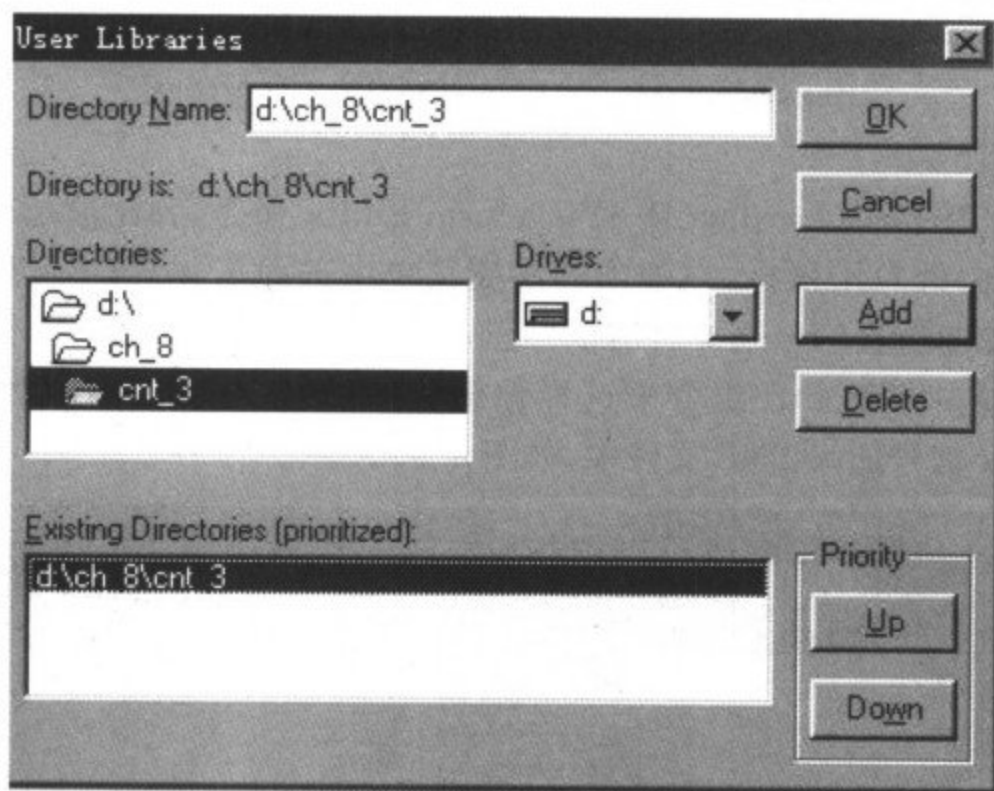 User Libraries
Directory Name: d:\ch_8\cnt_3
OK
Directory is: d:\ch_8\cnt_3
Cancel
Directories:
Drives:
d:\
d:
Add
ch_8
cnt_3
Delete
Existing Directories (prioritized):
d:\ch_8\cnt_3
Priority
Up
Down